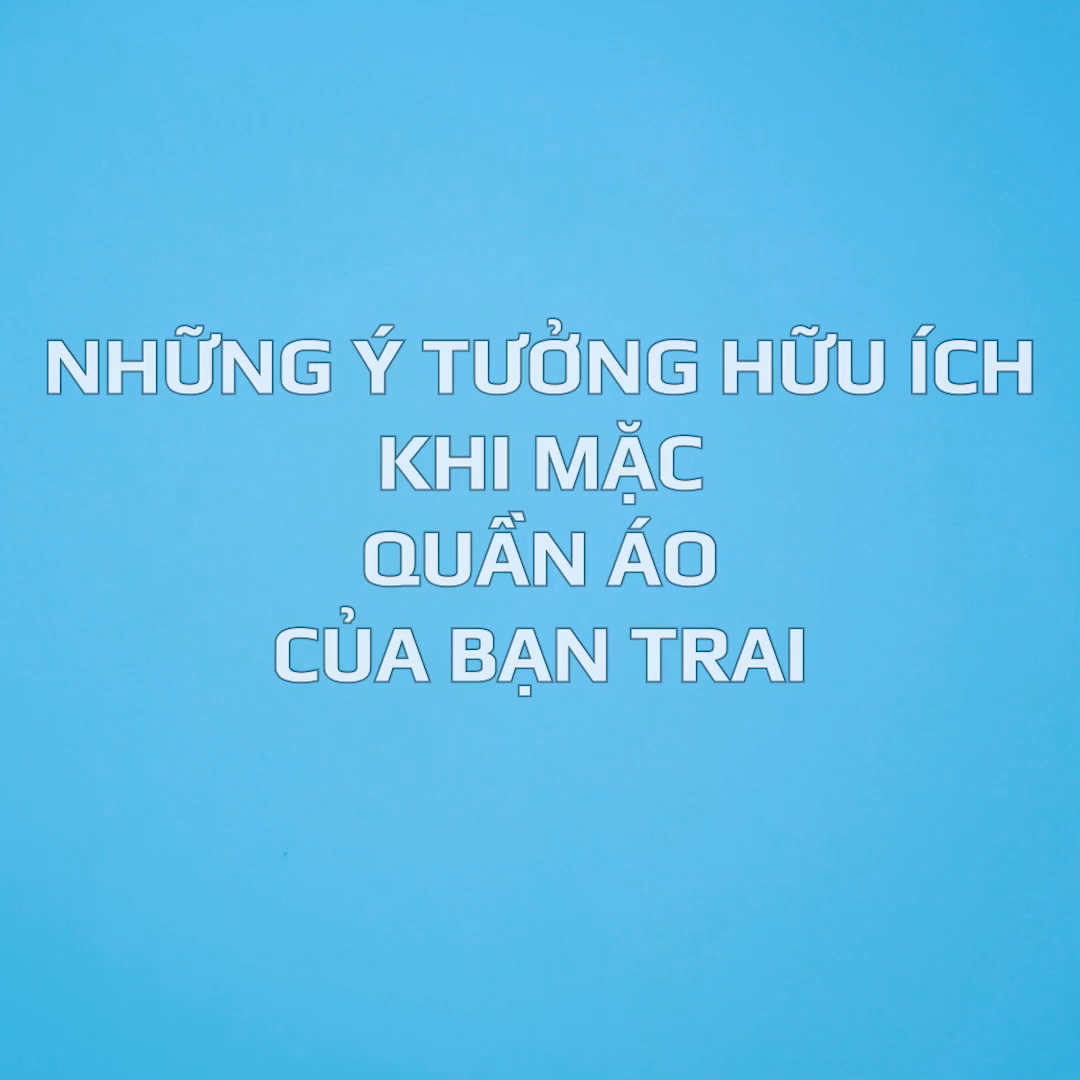 NHỮNG Ý TƯỞNG HỮU ÍCH
KHI MẶC
QUẦN ÁO
CỦA BẠN TRAI